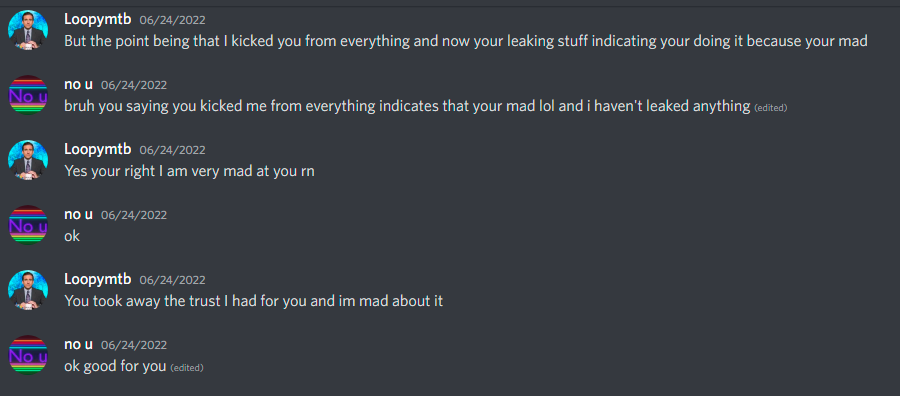 Loopymtb 06/24/2022
But the point being that I kicked you from everything and now your leaking stuff indicating your doing it because your mad
No u
no u 06/24/2022
bruh you saying you kicked me from everything indicates that your mad lol and i haven't leaked anything (edited)
Loopymtb 06/24/2022
Yes your right I am very mad at you rn
No u
no u 06/24/2022
ok
Loopymtb 06/24/2022
You took away the trust I had for you and im mad about it
No u
no u 06/24/2022
ok good for you (edited)